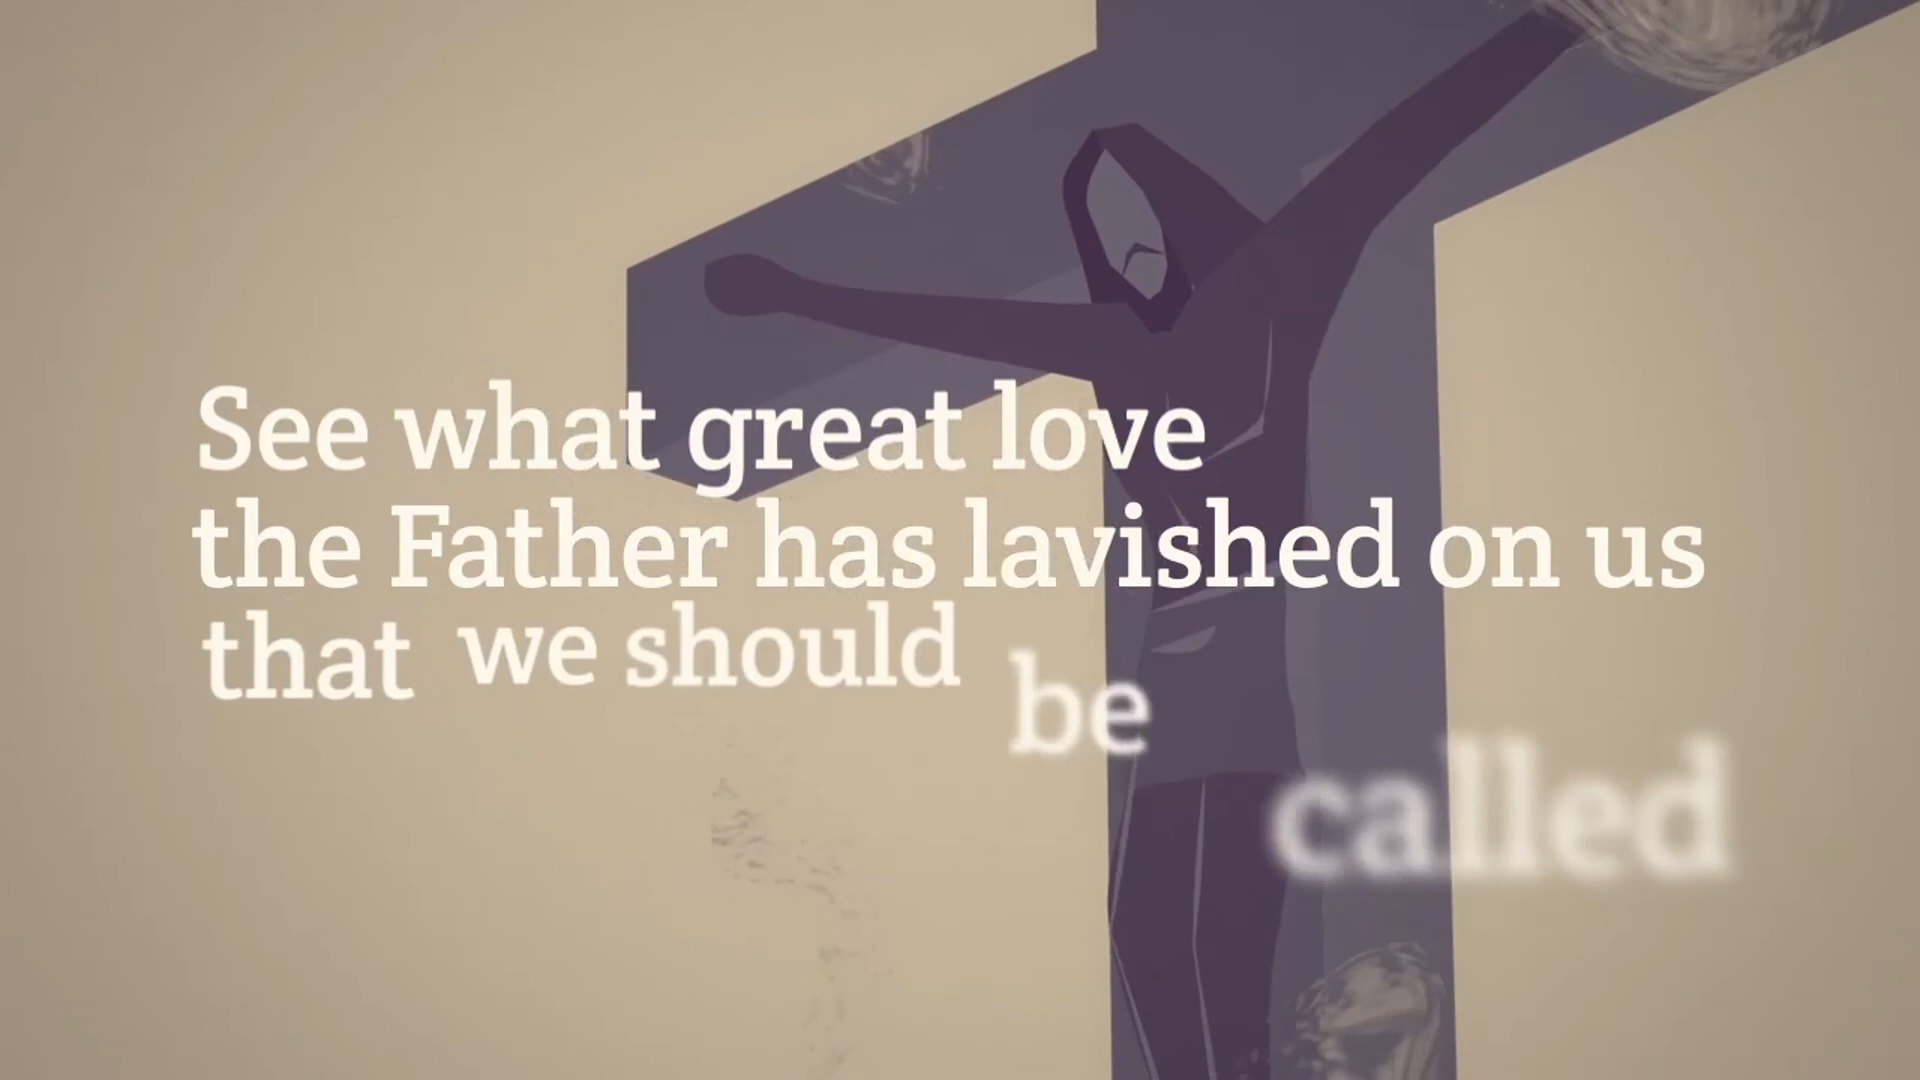 See what great love
the Father has lavished on us
that we should be called